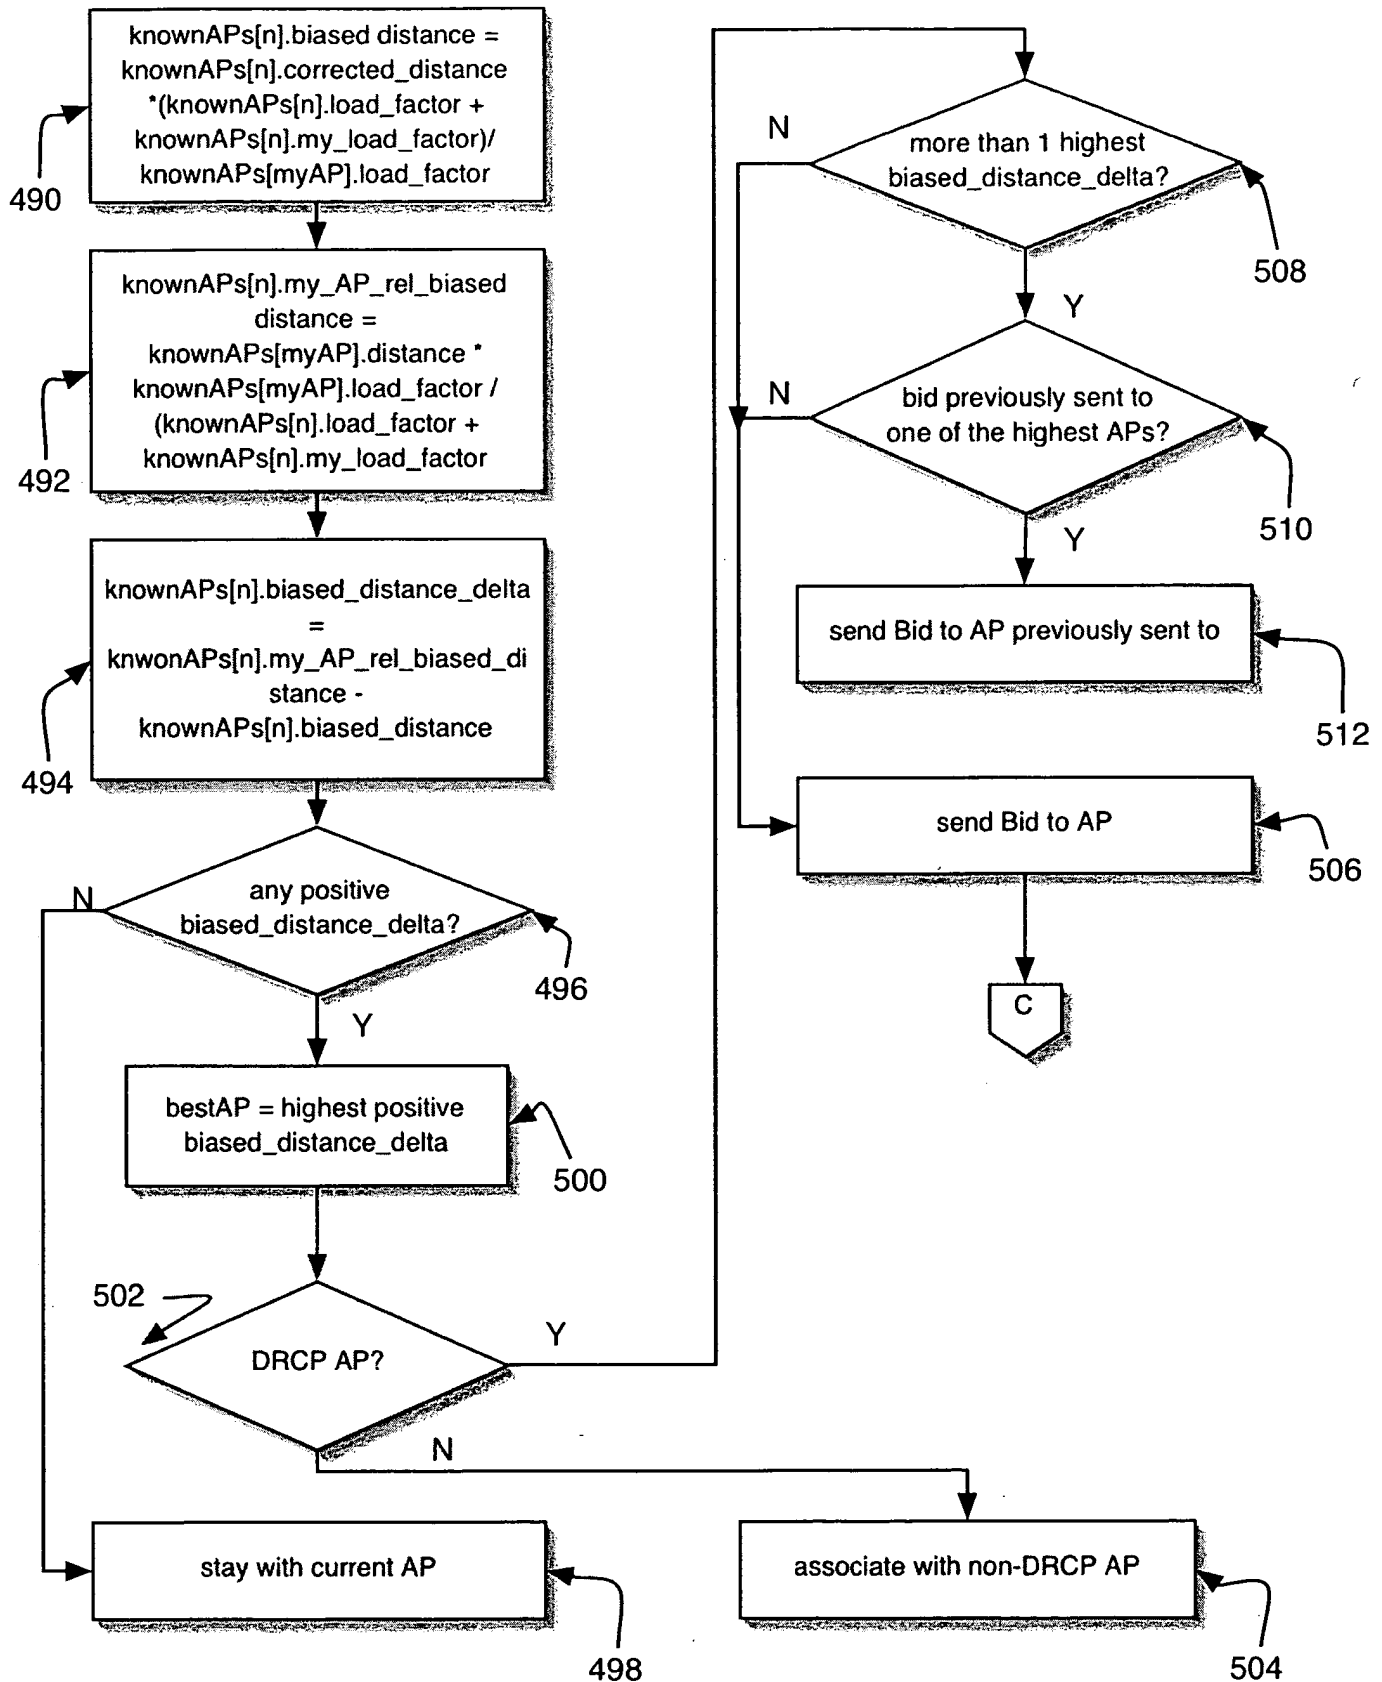 knownAPs[n].biased distance =
knownAPs[n].corrected_distance
*(knownAPs[n].load_factor +
knownAPs[n].my_load_factor)/
knownAPs[myAP].load_factor
490
knownAPs[n].my_AP_rel_biased
distance =
knownAPs[myAP].distance *
knownAPs[myAP].load_factor /
(knownAPs[n].load_factor +
knownAPs[n].my_load_factor
492
knownAPs[n].biased_distance_delta
=
knwonAPs[n].my_AP_rel_biased_di
stance -
knownAPs[n].biased_distance
494
any positive
biased_distance_delta?
N
496
Y
bestAP = highest positive
biased_distance_delta
500
502
DRCP AP?
Y
N
stay with current AP
498
associate with non-DRCP AP
504
more than 1 highest
biased_distance_delta?
N
508
Y
bid previously sent to
one of the highest APs?
N
510
Y
send Bid to AP previously sent to
512
send Bid to AP
506
C